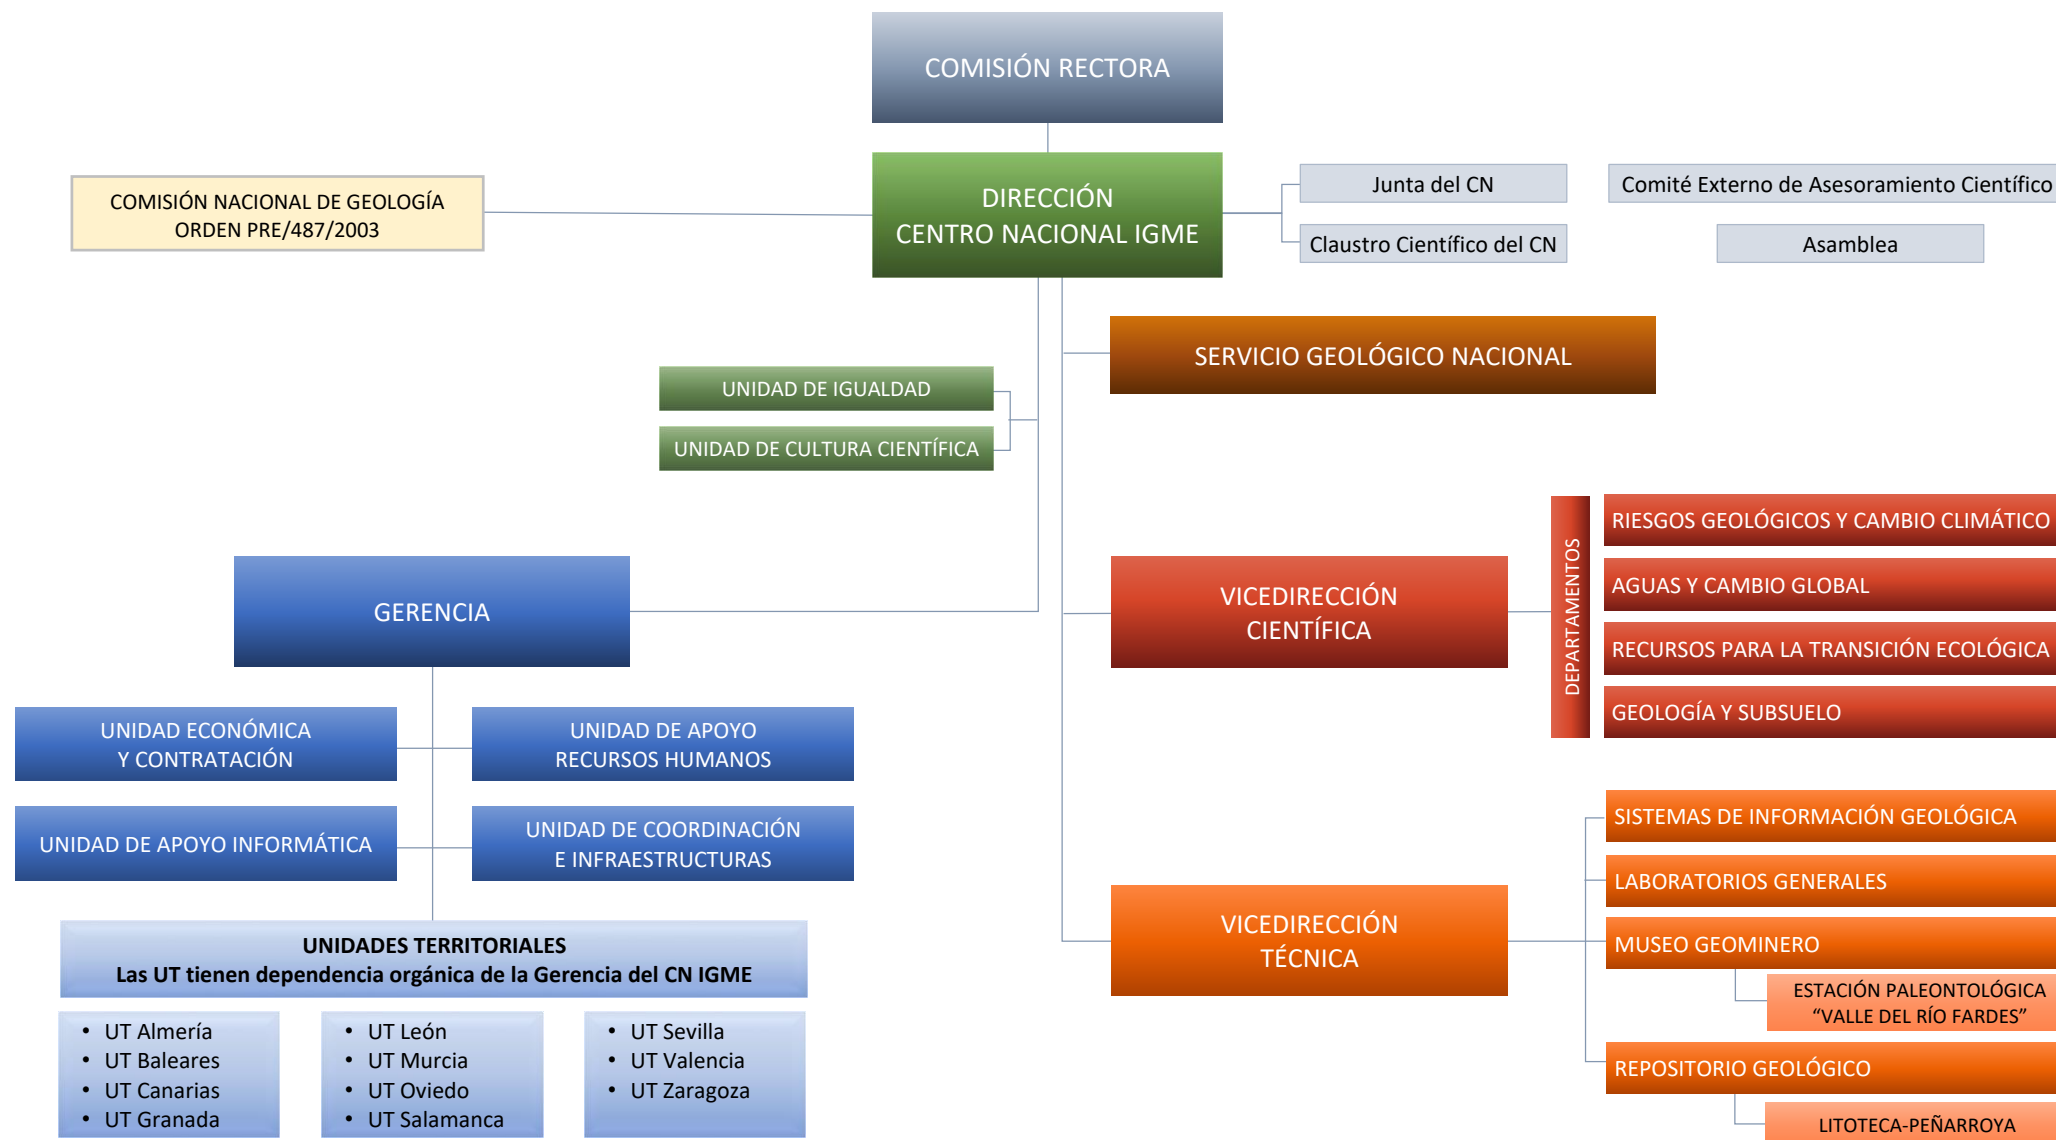 COMISIÓN RECTORA
COMISIÓN NACIONAL DE GEOLOGÍA
ORDEN PRE/487/2003
DIRECCIÓN
CENTRO NACIONAL IGME
Junta del CN
Comité Externo de Asesoramiento Científico
Claustro Científico del CN
Asamblea
SERVICIO GEOLÓGICO NACIONAL
UNIDAD DE IGUALDAD
UNIDAD DE CULTURA CIENTÍFICA
GERENCIA
UNIDAD ECONÓMICA
Y CONTRATACIÓN
UNIDAD DE APOYO
RECURSOS HUMANOS
UNIDAD DE APOYO INFORMÁTICA
UNIDAD DE COORDINACIÓN
E INFRAESTRUCTURAS
UNIDADES TERRITORIALES
Las UT tienen dependencia orgánica de la Gerencia del CN IGME
• UT Almería
• UT Baleares
• UT Canarias
• UT Granada
• UT León
• UT Murcia
• UT Oviedo
• UT Salamanca
• UT Sevilla
• UT Valencia
• UT Zaragoza
VICEDIRECCIÓN
CIENTÍFICA
DEPARTAMENTOS
RIESGOS GEOLÓGICOS Y CAMBIO CLIMÁTICO
AGUAS Y CAMBIO GLOBAL
RECURSOS PARA LA TRANSICIÓN ECOLÓGICA
GEOLOGÍA Y SUBSUELO
VICEDIRECCIÓN
TÉCNICA
SISTEMAS DE INFORMACIÓN GEOLÓGICA
LABORATORIOS GENERALES
MUSEO GEOMINERO
ESTACIÓN PALEONTOLÓGICA
“VALLE DEL RÍO FARDES”
REPOSITORIO GEOLÓGICO
LITOTECA-PEÑARROYA